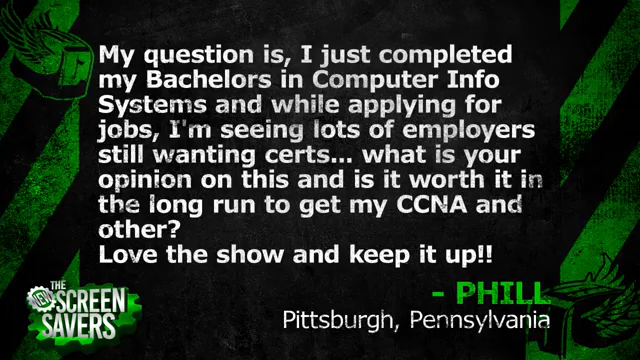 My question is, I just completed
my Bachelors in Computer Info
Systems and while applying for
jobs, I'm seeing lots of employers
still wanting certs... what is your
opinion on this and is it worth it in
the long run to get my CCNA and
other?
Love the show and keep it up!!
- PHILL
Pittsburgh, Pennsylvania
THE
NEW
SCREEN
SAVERS